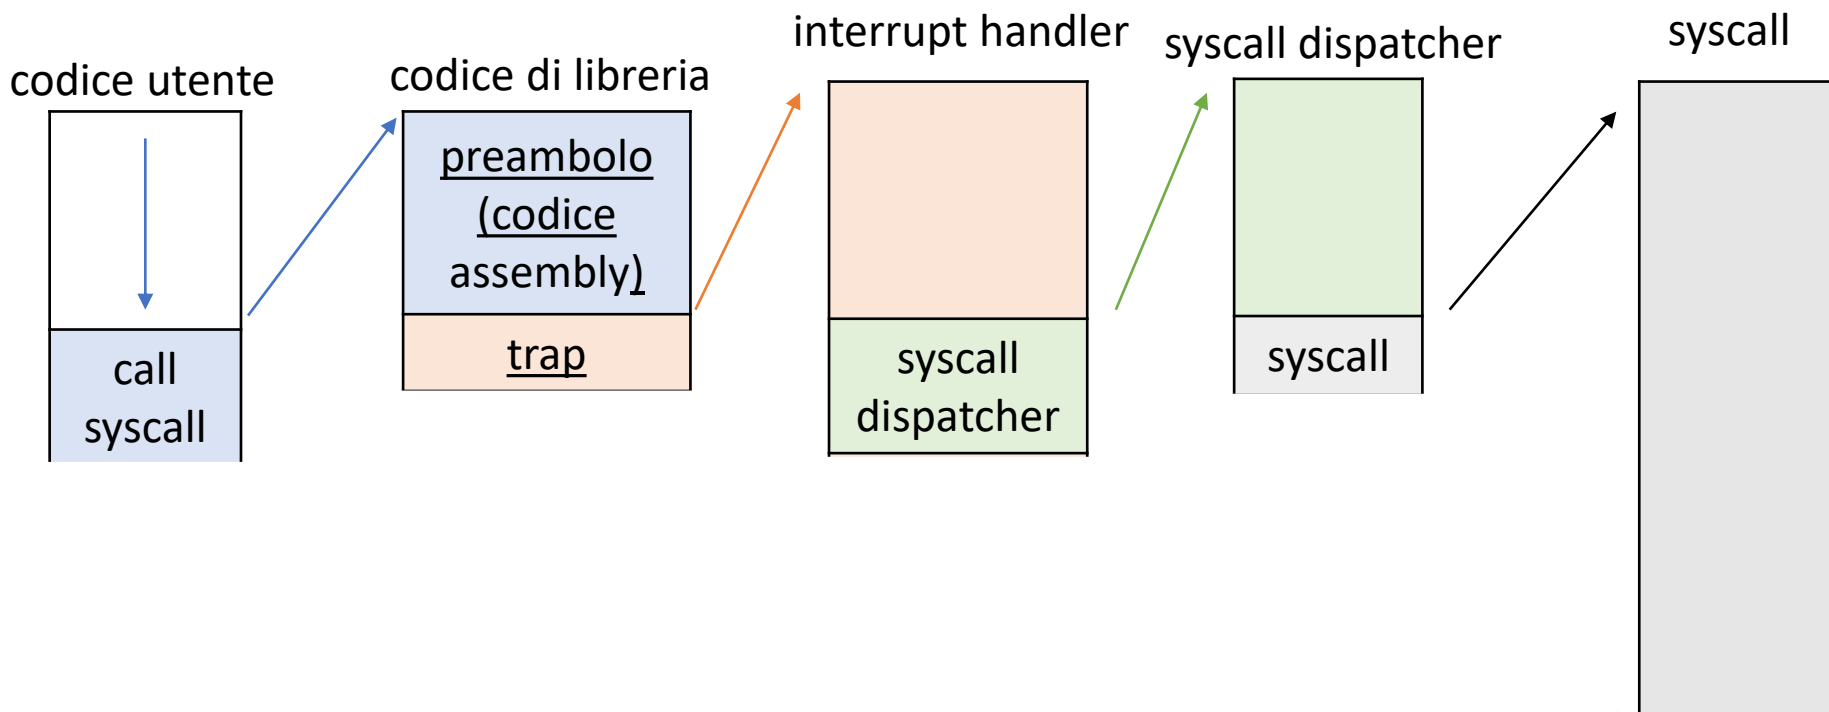 codice utente
call
syscall
codice di libreria
preambolo
(codice
assembly)
trap
interrupt handler
syscall
dispatcher
syscall dispatcher
syscall
syscall